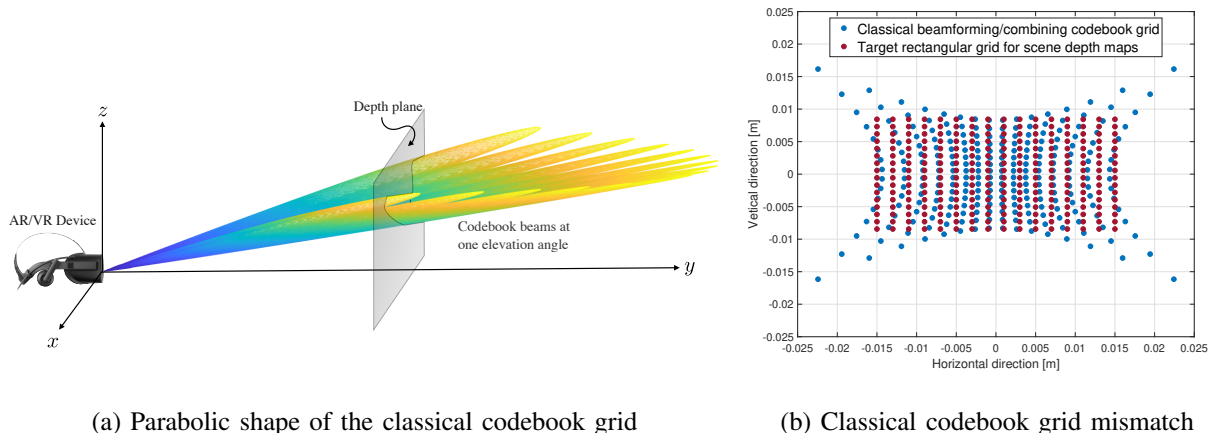 z
Depth plane
AR/VR Device
Codebook beams at
one elevation angle
y
x
(a) Parabolic shape of the classical codebook grid
0.025
0.02
0.015
0.01
0.005
0
-0.005
-0.01
-0.015
-0.02
-0.025
Vertical direction [m]
Classical beamforming/combining codebook grid
Target rectangular grid for scene depth maps
-0.025 -0.02 -0.015 -0.01 -0.005 0 0.005 0.01 0.015 0.02 0.025
Horizontal direction [m]
(b) Classical codebook grid mismatch